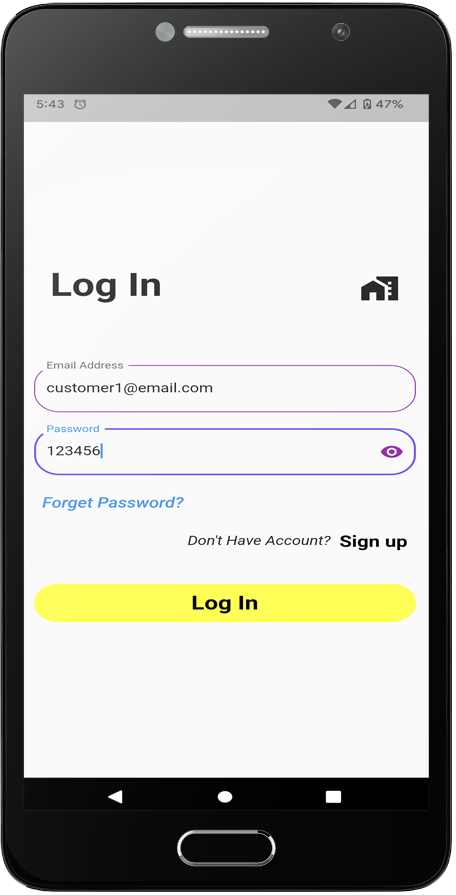 5:43 47%
Log In
Email Address
customer1@email.com
Password
123456
Forget Password?
Don't Have Account? Sign up
Log In